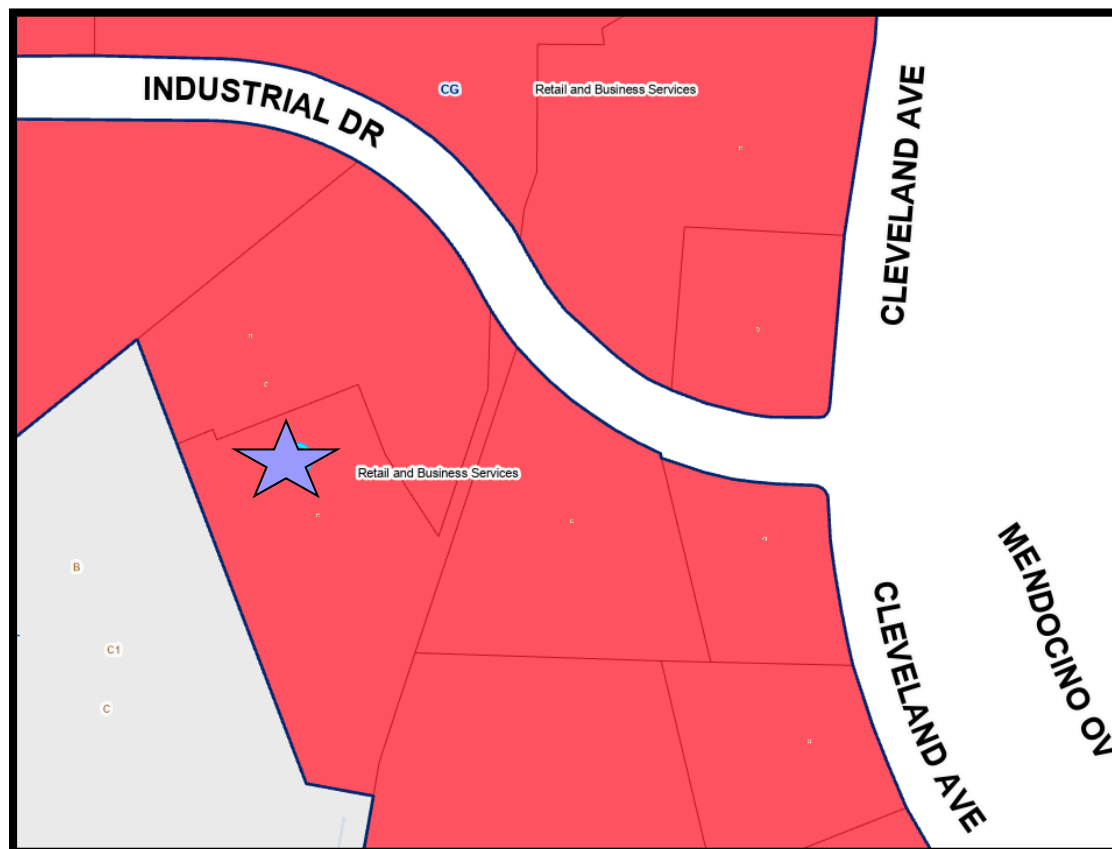 INDUSTRIAL DR
CG
Retail and Business Services
CLEVELAND AVE
Retail and Business Services
B
C1
C
CLEVELAND AVE
MENDOCINO OV